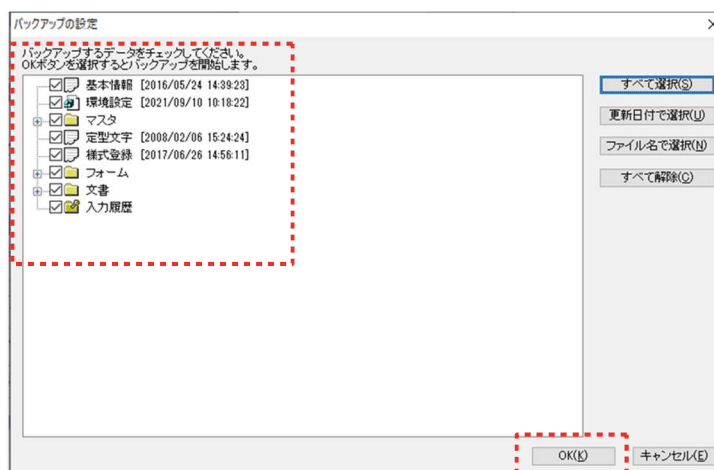 バックアップの設定
バックアップするデータをチェックしてください。
OKボタンを選択するとバックアップを開始します。
基本情報 [2016/05/24 14:39:23]
環境設定 [2021/09/10 10:18:22]
マスタ
定型文字 [2008/02/06 15:24:24]
様式登録 [2017/06/26 14:56:11]
フォーム
文書
入力履歴
すべて選択(S)
更新日付で選択(U)
ファイル名で選択(N)
すべて解除(C)
OK(K)
キャンセル(E)